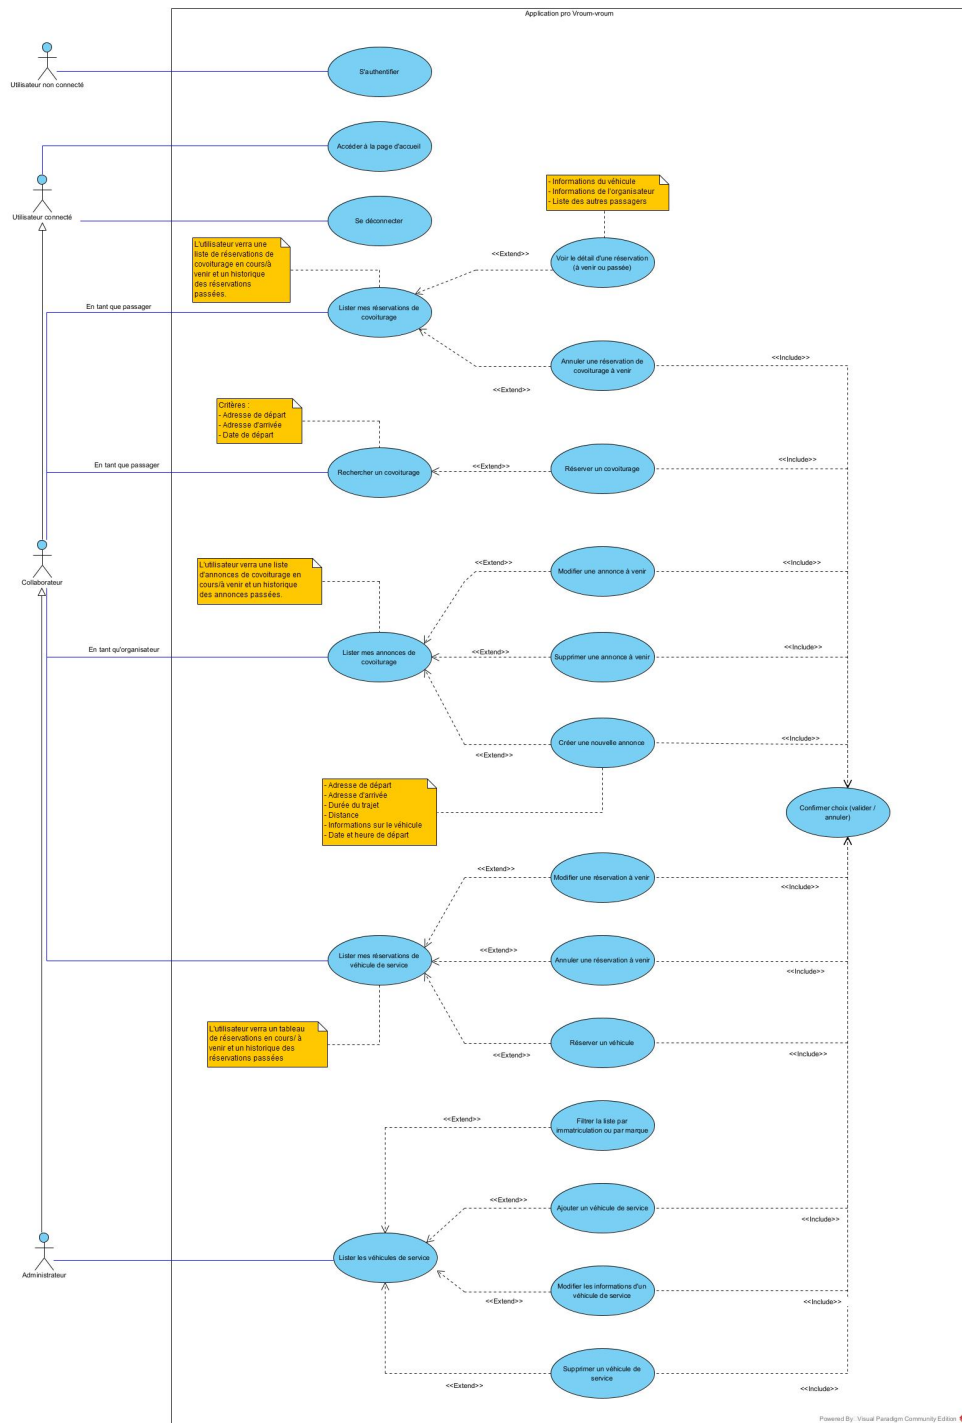 Application pro Vroum-vroum
Utilisateur non connecté
S'authentifier
Accéder à la page d'accueil
Utilisateur connecté
Se déconnecter
- Informations du véhicule
- Informations de l'organisateur
- Liste des autres passagers
L'utilisateur verra une
liste de réservations de
covoiturage en cours/à
venir et un historique
des réservations
passées.
<<Extend>>
Voir le détail d'une réservation
(à venir ou passée)
En tant que passager
Lister mes réservations de
covoiturage
<<Extend>>
Annuler une réservation de
covoiturage à venir
<<Include>>
Critères :
- Adresse de départ
- Adresse d'arrivée
- Date de départ
En tant que passager
Rechercher un covoiturage
<<Extend>>
Réserver un covoiturage
<<Include>>
Collaborateur
L'utilisateur verra une liste
d'annonces de covoiturage en
cours/à venir et un historique
des annonces passées.
<<Extend>>
Modifier une annonce à venir
<<Include>>
En tant qu'organisateur
Lister mes annonces de
covoiturage
<<Extend>>
Supprimer une annonce à venir
<<Include>>
<<Extend>>
Créer une nouvelle annonce
<<Include>>
- Adresse de départ
- Adresse d'arrivée
- Durée du trajet
- Distance
- Informations sur le véhicule
- Date et heure de départ
Confirmer choix (valider /
annuler)
<<Extend>>
Modifier une réservation à venir
<<Include>>
Lister mes réservations de
véhicule de service
<<Extend>>
Annuler une réservation à venir
<<Include>>
L'utilisateur verra un tableau
de réservations en cours/ à
venir et un historique des
réservations passées
<<Extend>>
Réserver un véhicule
<<Include>>
<<Extend>>
Filtrer la liste par
immatriculation ou par marque
<<Extend>>
Ajouter un véhicule de service
<<Include>>
Administrateur
Lister les véhicules de service
<<Extend>>
Modifier les informations d'un
véhicule de service
<<Include>>
<<Extend>>
Supprimer un véhicule de
service
<<Include>>
Powered By: Visual Paradigm Community Edition